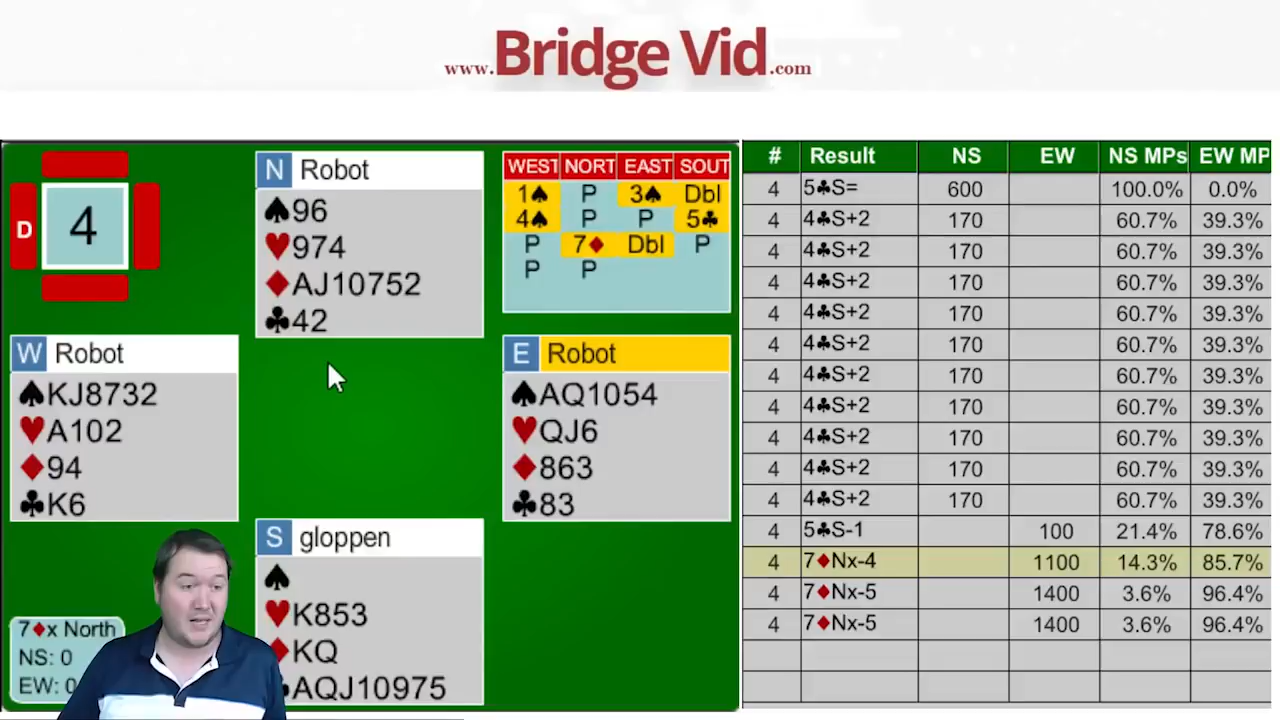 www.Bridge Vid.com
D
4
N Robot
♠96
♥974
♦AJ10752
♣42
WEST NORT EAST SOUT
1♠ P 3♠ Dbl
4♠ P P 5♣
P 7♦ Dbl P
P P
W Robot
♠KJ8732
♥A102
♦94
♣K6
E Robot
♠AQ1054
♥QJ6
♦863
♣83
S gloppen
♠
♥K853
♦KQ
♣AQJ10975
7♦x North
NS: 0
EW: 0
# Result NS EW NS MPs EW MP
4 5♣S= 600 100.0% 0.0%
4 4♣S+2 170 60.7% 39.3%
4 4♣S+2 170 60.7% 39.3%
4 4♣S+2 170 60.7% 39.3%
4 4♣S+2 170 60.7% 39.3%
4 4♣S+2 170 60.7% 39.3%
4 4♣S+2 170 60.7% 39.3%
4 4♣S+2 170 60.7% 39.3%
4 4♣S+2 170 60.7% 39.3%
4 4♣S+2 170 60.7% 39.3%
4 4♣S+2 170 60.7% 39.3%
4 5♣S-1 100 21.4% 78.6%
4 7♦Nx-4 1100 14.3% 85.7%
4 7♦Nx-5 1400 3.6% 96.4%
4 7♦Nx-5 1400 3.6% 96.4%